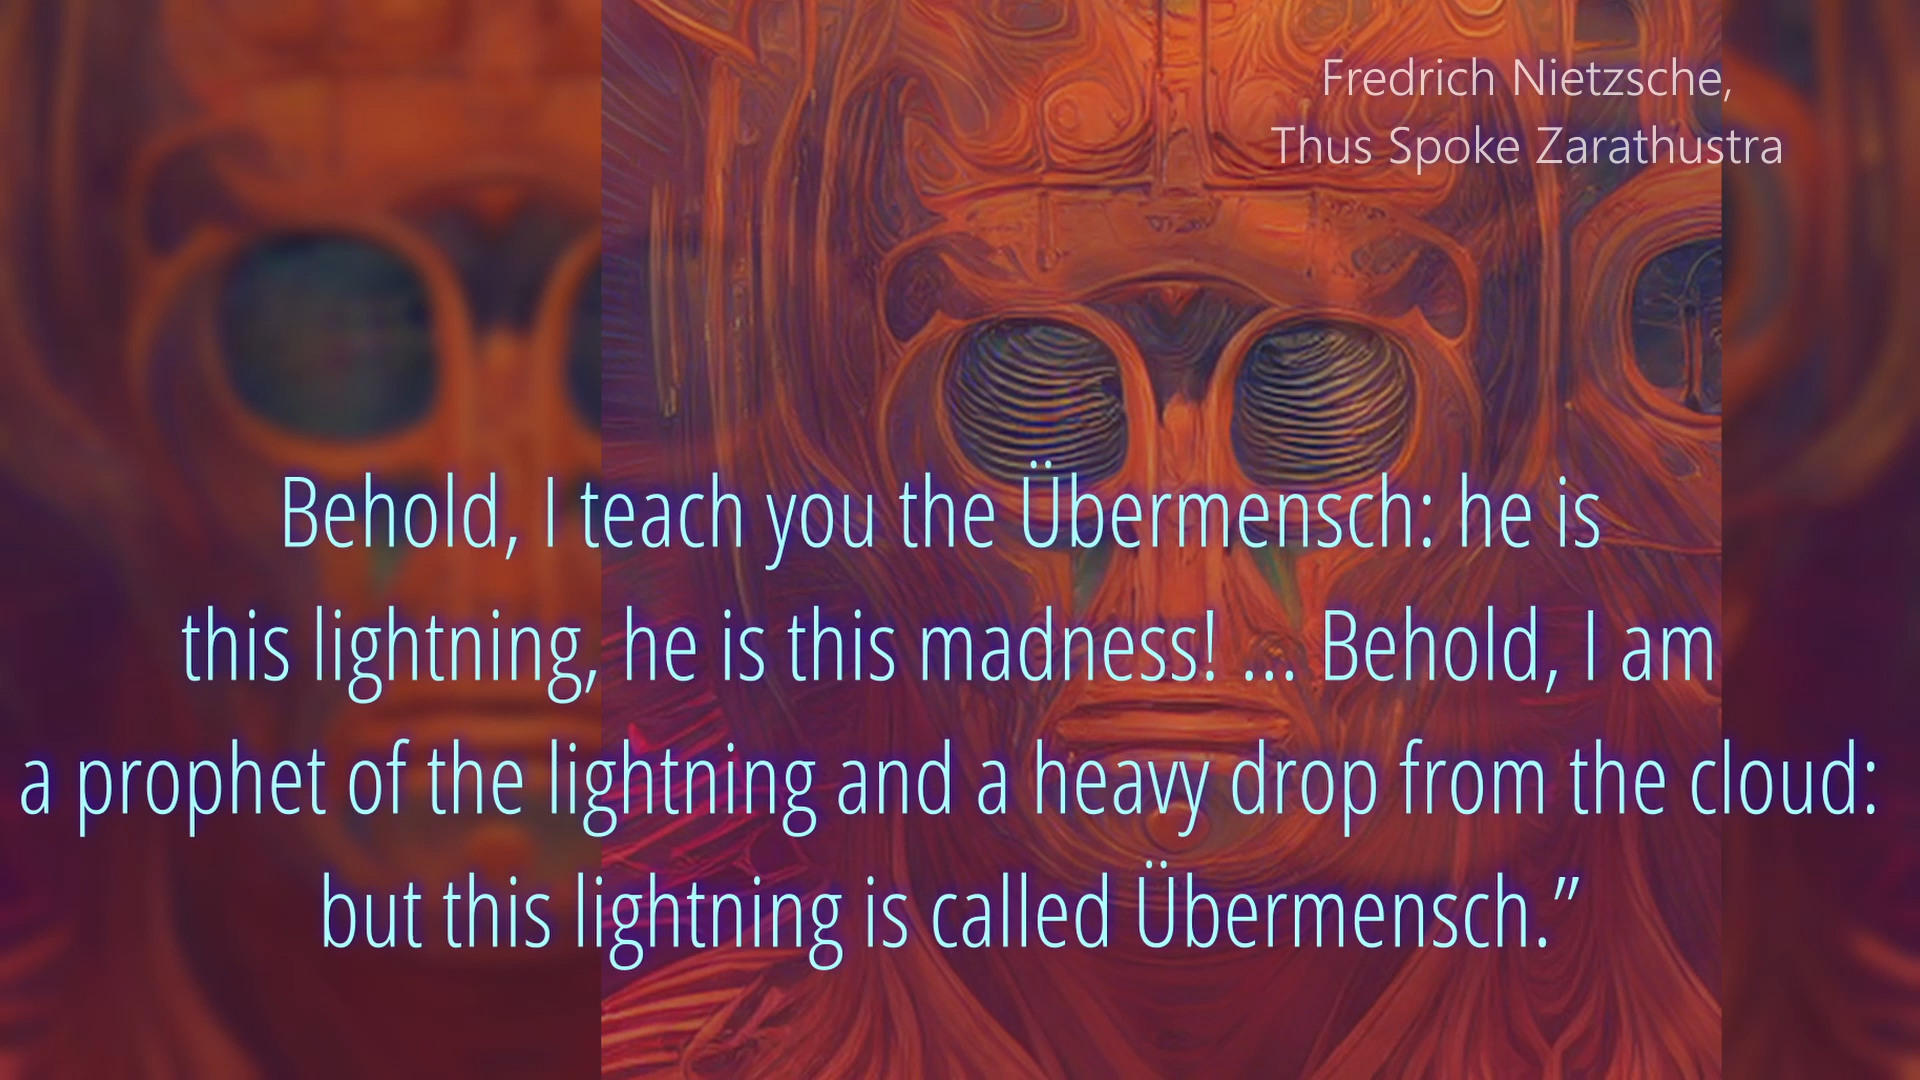 Fredrich Nietzsche,
Thus Spoke Zarathustra
Behold, I teach you the Übermensch: he is
this lightning, he is this madness! ... Behold, I am
a prophet of the lightning and a heavy drop from the cloud:
but this lightning is called Übermensch.”